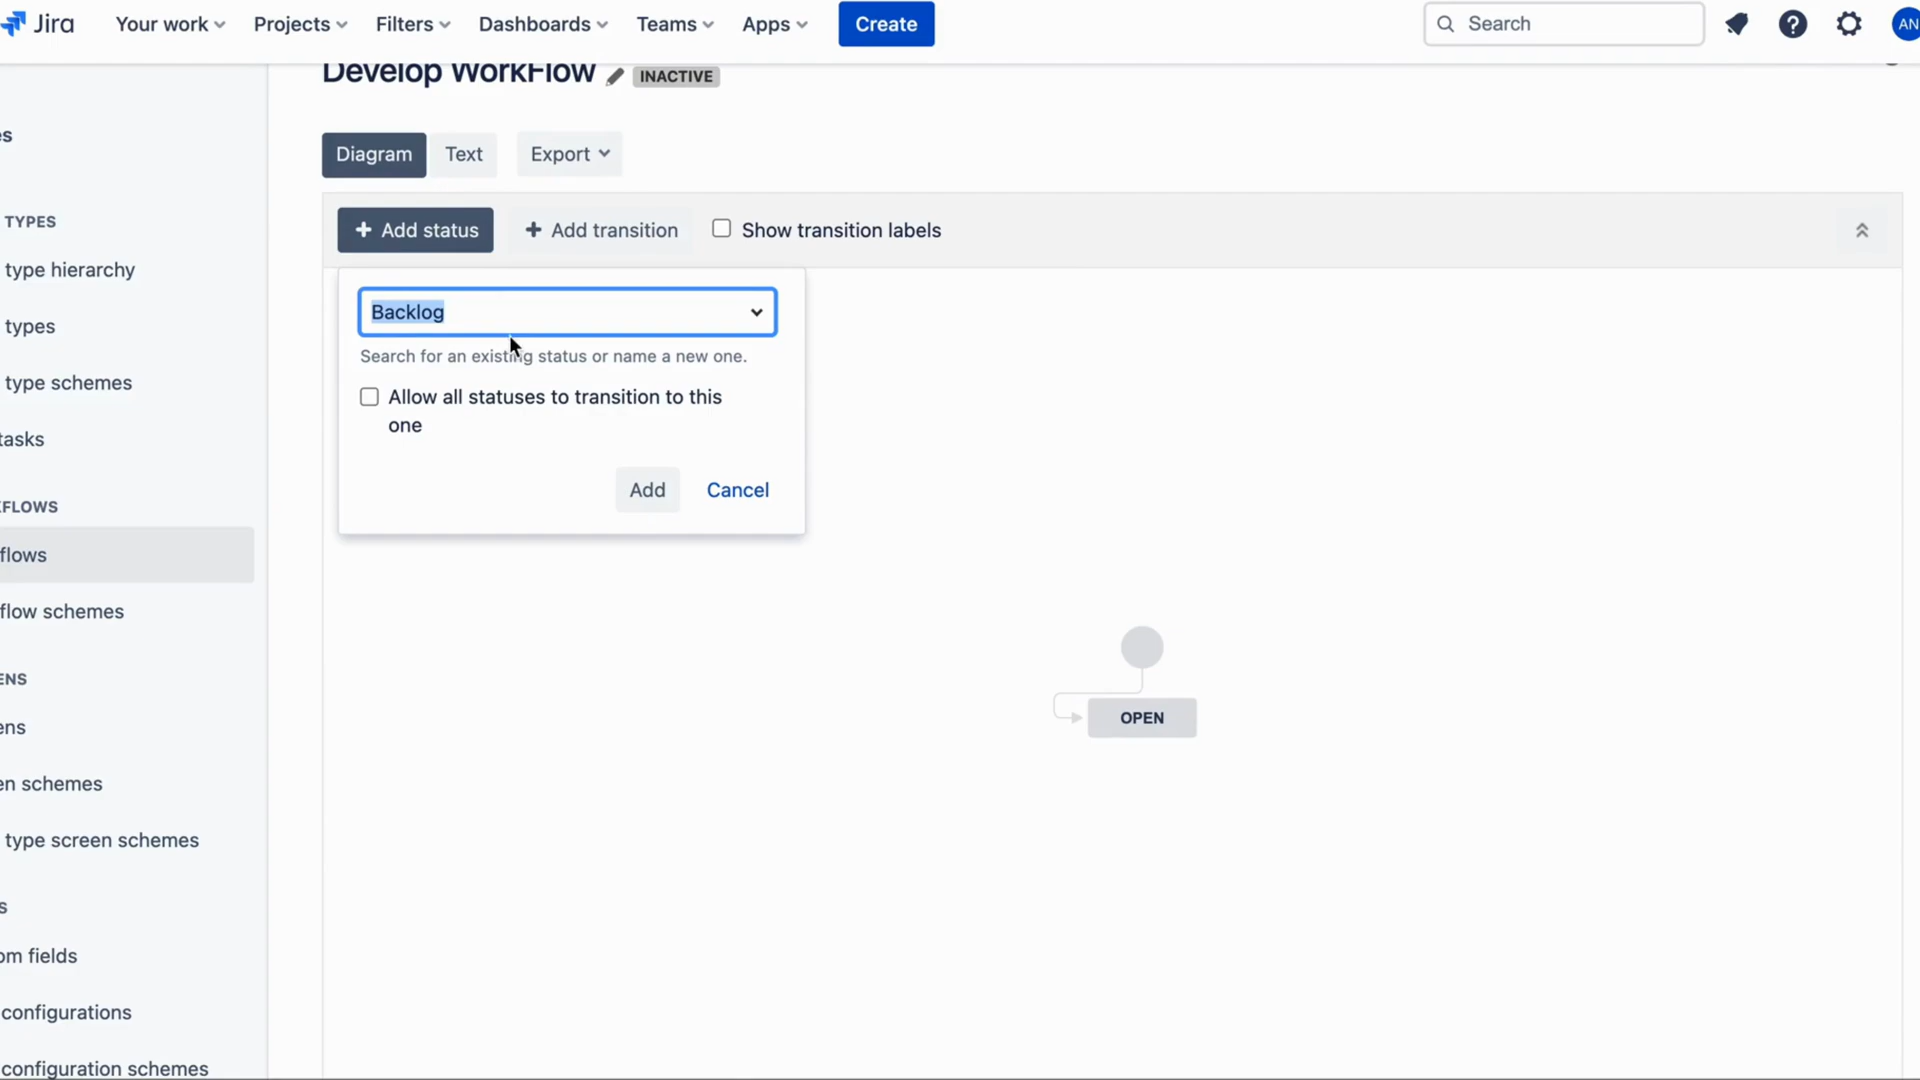 Jira Your work Projects Filters Dashboards Teams Apps Create Search AN
Develop WorkFlow INACTIVE
es
Diagram Text Export
TYPES
+ Add status + Add transition Show transition labels
type hierarchy
Backlog
types
Search for an existing status or name a new one.
type schemes
Allow all statuses to transition to this
one
tasks
Add Cancel
KFLOWS
flows
flow schemes
ENS
OPEN
ens
en schemes
type screen schemes
S
om fields
configurations
configuration schemes